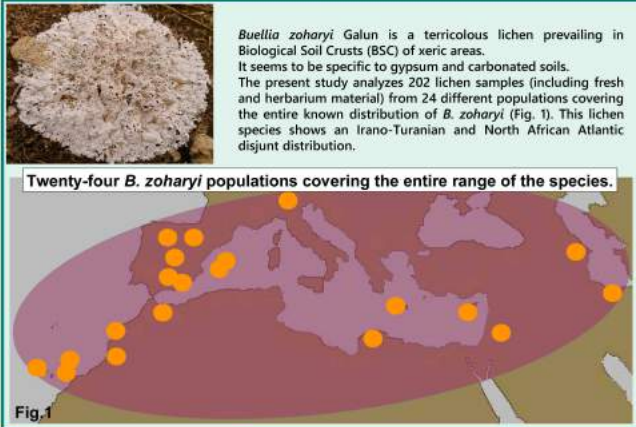 Buellia zoharyi Galun is a terricolous lichen prevailing in
Biological Soil Crusts (BSC) of xeric areas.
It seems to be specific to gypsum and carbonated soils.
The present study analyzes 202 lichen samples (including fresh
and herbarium material) from 24 different populations covering
the entire known distribution of B. zoharyi (Fig. 1). This lichen
species shows an Irano-Turanian and North African Atlantic
disjunt distribution.
Twenty-four B. zoharyi populations covering the entire range of the species.
Fig.1